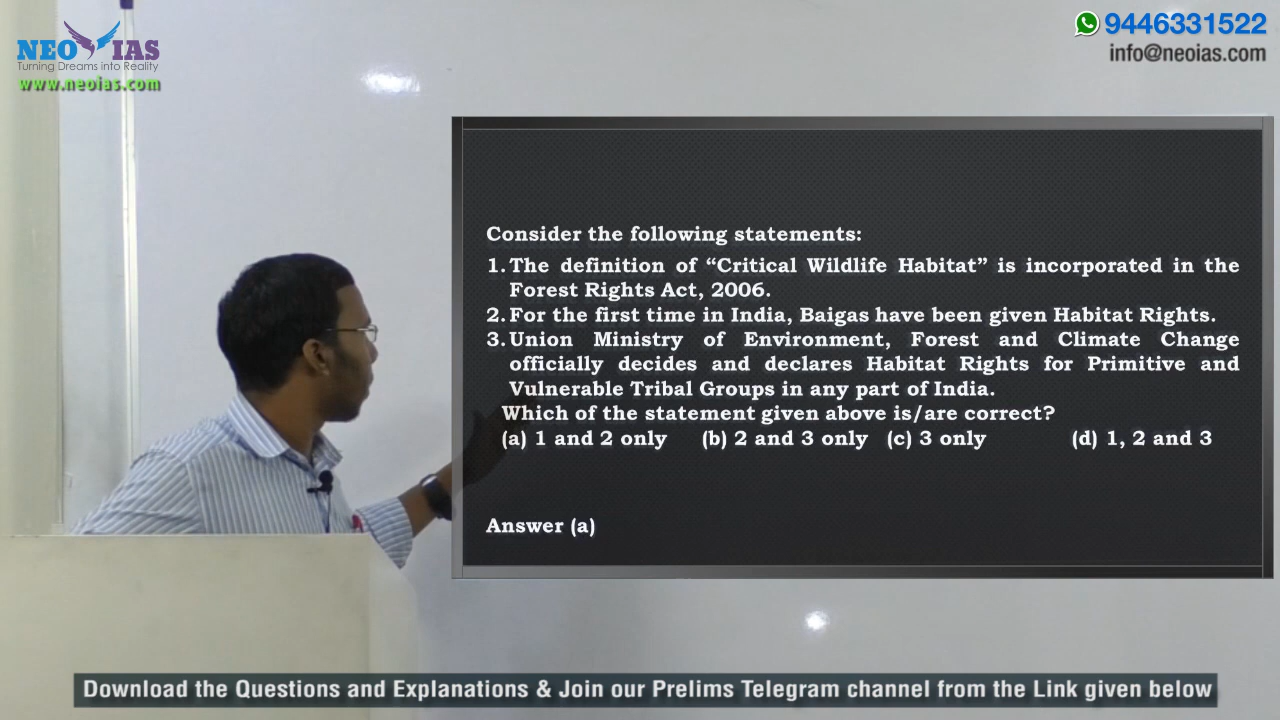 NEO IAS
Turning Dreams into Reality
www.neoias.com
9446331522
info@neoias.com
Consider the following statements:
1. The definition of “Critical Wildlife Habitat” is incorporated in the
Forest Rights Act, 2006.
2. For the first time in India, Baigas have been given Habitat Rights.
3. Union Ministry of Environment, Forest and Climate Change
officially decides and declares Habitat Rights for Primitive and
Vulnerable Tribal Groups in any part of India.
Which of the statement given above is/are correct?
(a) 1 and 2 only (b) 2 and 3 only (c) 3 only (d) 1, 2 and 3
Answer (a)
Download the Questions and Explanations & Join our Prelims Telegram channel from the Link given below